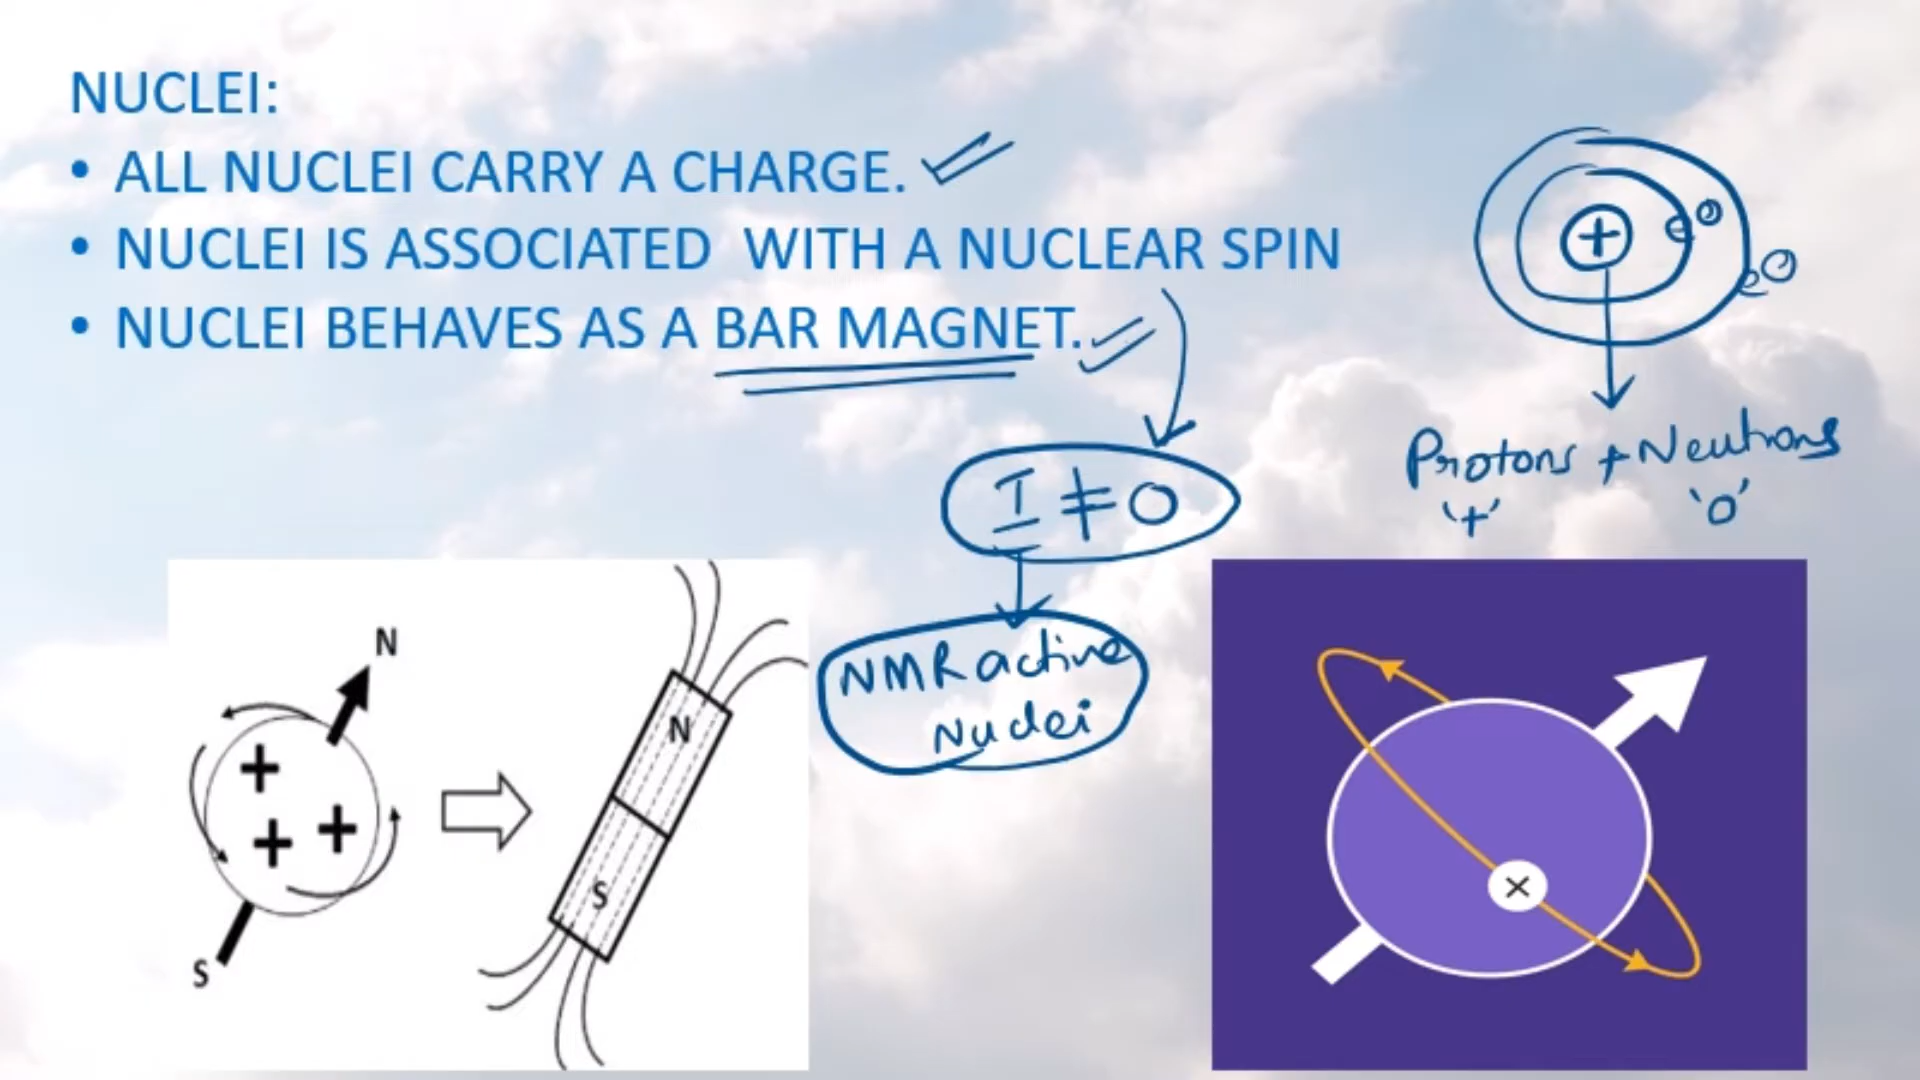 NUCLEI:
• ALL NUCLEI CARRY A CHARGE.
• NUCLEI IS ASSOCIATED WITH A NUCLEAR SPIN
• NUCLEI BEHAVES AS A BAR MAGNET.
+
e
e
Protons + Neutrons
'+' '0'
I ≠ 0
NMR active
Nuclei
N
+
+ +
S
N
S
×